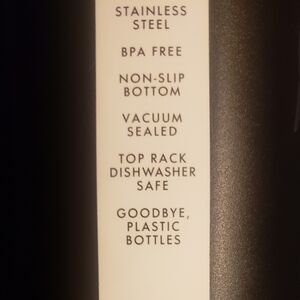 STAINLESS
STEEL
BPA FREE
NON-SLIP
BOTTOM
VACUUM
SEALED
TOP RACK
DISHWASHER
SAFE
GOODBYE,
PLASTIC
BOTTLES